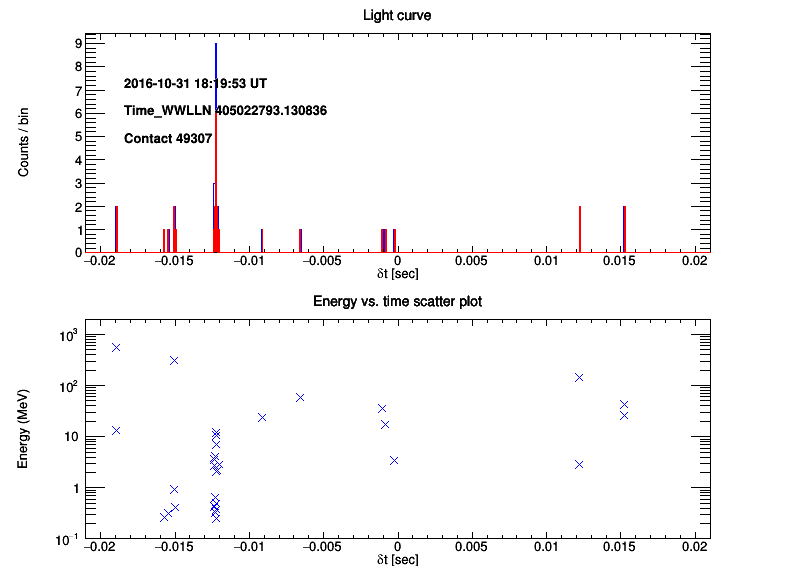 Light curve
Counts / bin
9
8
7
6
5
4
3
2
1
0
2016-10-31 18:19:53 UT
Time_WWLLN 405022793.130836
Contact 49307
−0.02 −0.015 −0.01 −0.005 0 0.005 0.01 0.015 0.02
δt [sec]
Energy vs. time scatter plot
Energy (MeV)
10³
10²
10
1
10⁻¹
−0.02 −0.015 −0.01 −0.005 0 0.005 0.01 0.015 0.02
δt [sec]